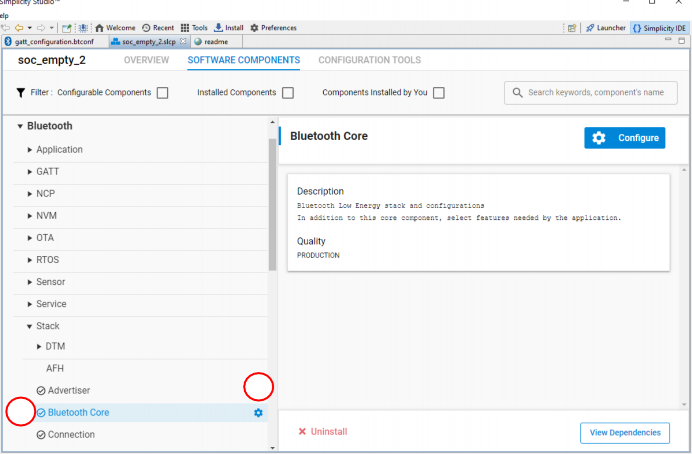 Simplicity Studio™
elp
Welcome Recent Tools Install Preferences Launcher {} Simplicity IDE
gatt_configuration.btconf soc_empty_2.slcp readme
soc_empty_2 OVERVIEW SOFTWARE COMPONENTS CONFIGURATION TOOLS
Filter : Configurable Components Installed Components Components Installed by You Search keywords, component's name
Bluetooth
Application
GATT
NCP
NVM
OTA
RTOS
Sensor
Service
Stack
DTM
AFH
Advertiser
Bluetooth Core
Connection
Bluetooth Core
Configure
Description
Bluetooth Low Energy stack and configurations
In addition to this core component, select features needed by the application.
Quality
PRODUCTION
Uninstall
View Dependencies